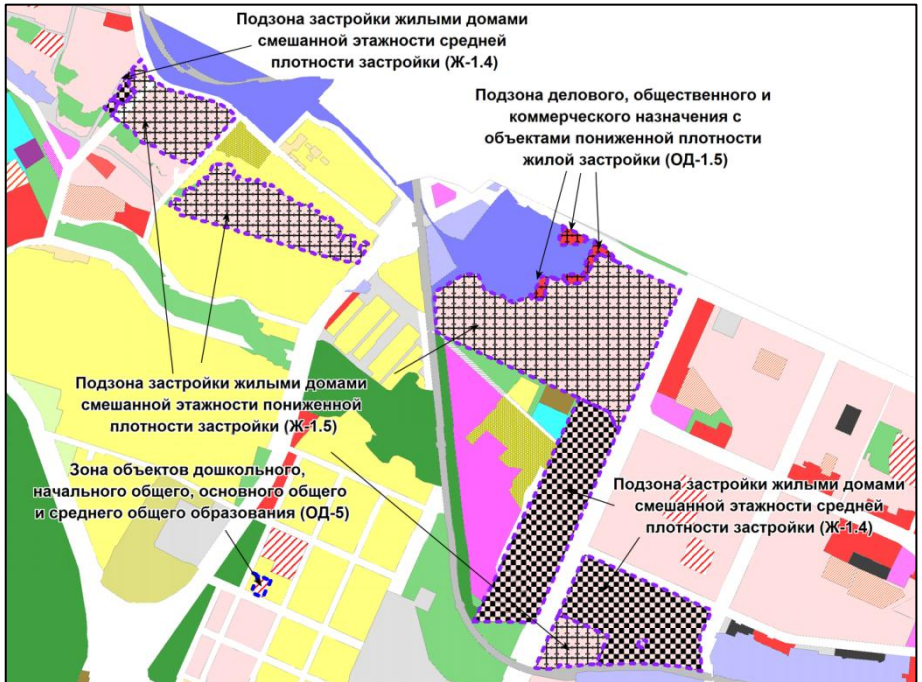 Подзона застройки жилыми домами
смешанной этажности средней
плотности застройки (Ж-1.4)
Подзона делового, общественного и
коммерческого назначения с
объектами пониженной плотности
жилой застройки (ОД-1.5)
Подзона застройки жилыми домами
смешанной этажности пониженной
плотности застройки (Ж-1.5)
Зона объектов дошкольного,
начального общего, основного общего
и среднего общего образования (ОД-5)
Подзона застройки жилыми домами
смешанной этажности средней
плотности застройки (Ж-1.4)